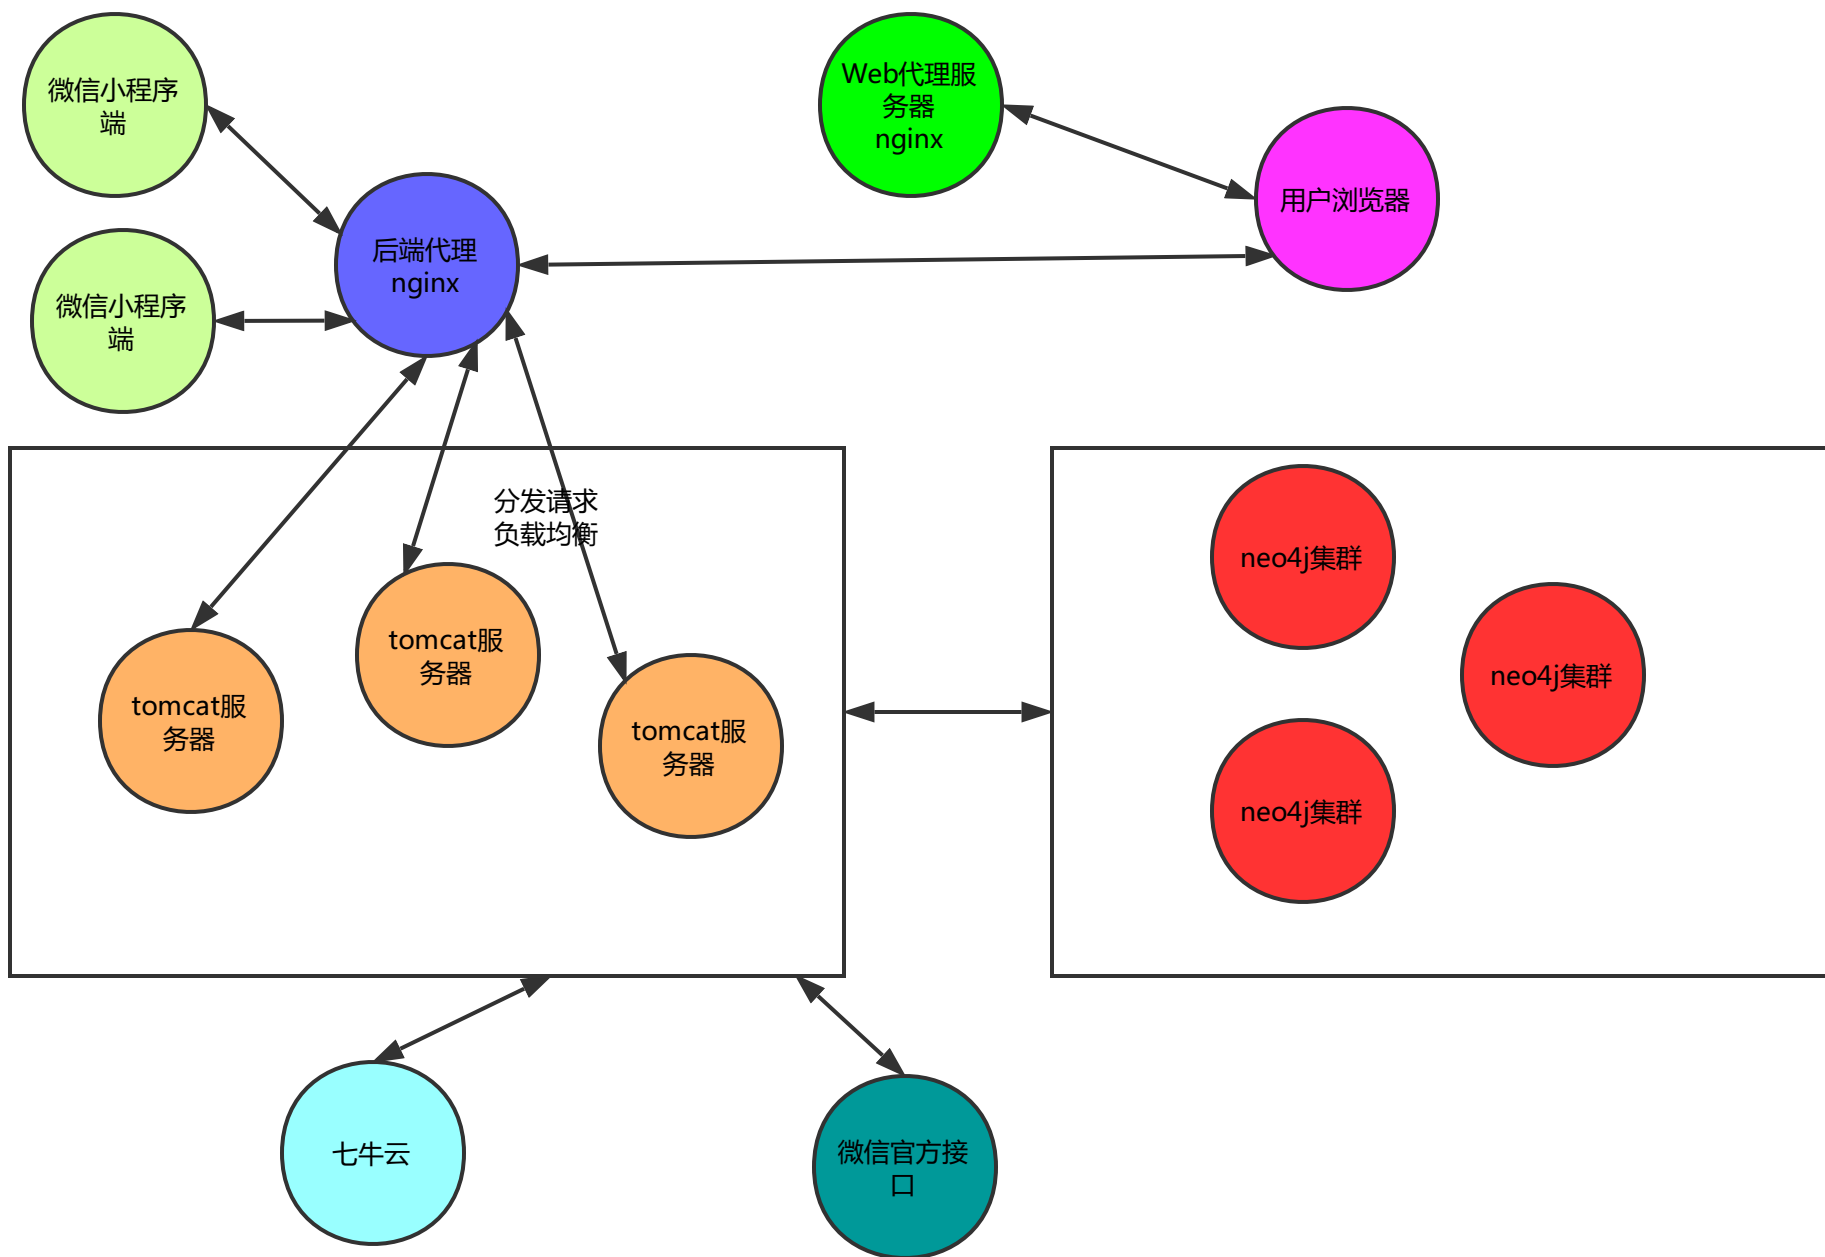 微信小程序
端
Web代理服
务器
nginx
用户浏览器
后端代理
nginx
微信小程序
端
分发请求
负载均衡
tomcat服
务器
tomcat服
务器
tomcat服
务器
neo4j集群
neo4j集群
neo4j集群
七牛云
微信官方接
口